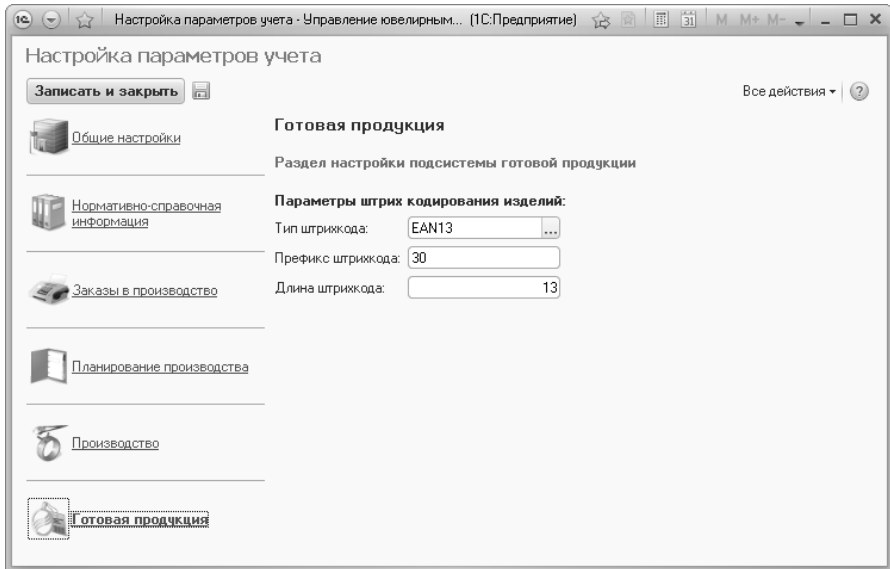 Настройка параметров учета - Управление ювелирным... (1С:Предприятие)
31 M M+ M-
Настройка параметров учета
Записать и закрыть
Все действия
?
Общие настройки
Нормативно-справочная
информация
Заказы в производство
Планирование производства
Производство
Готовая продукция
Готовая продукция
Раздел настройки подсистемы готовой продукции
Параметры штрих кодирования изделий:
Тип штрихкода: EAN13 ...
Префикс штрихкода: 30
Длина штрихкода: 13